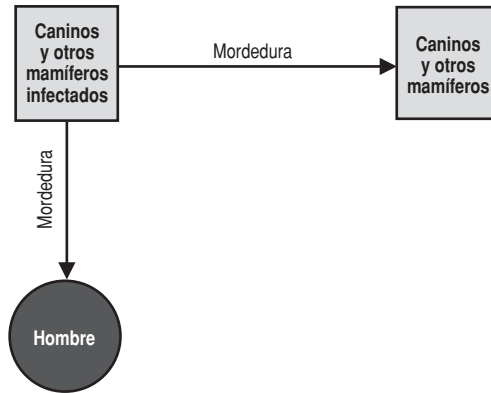 Caninos
y otros
mamíferos
infectados
Mordedura
Caninos
y otros
mamíferos
Mordedura
Hombre